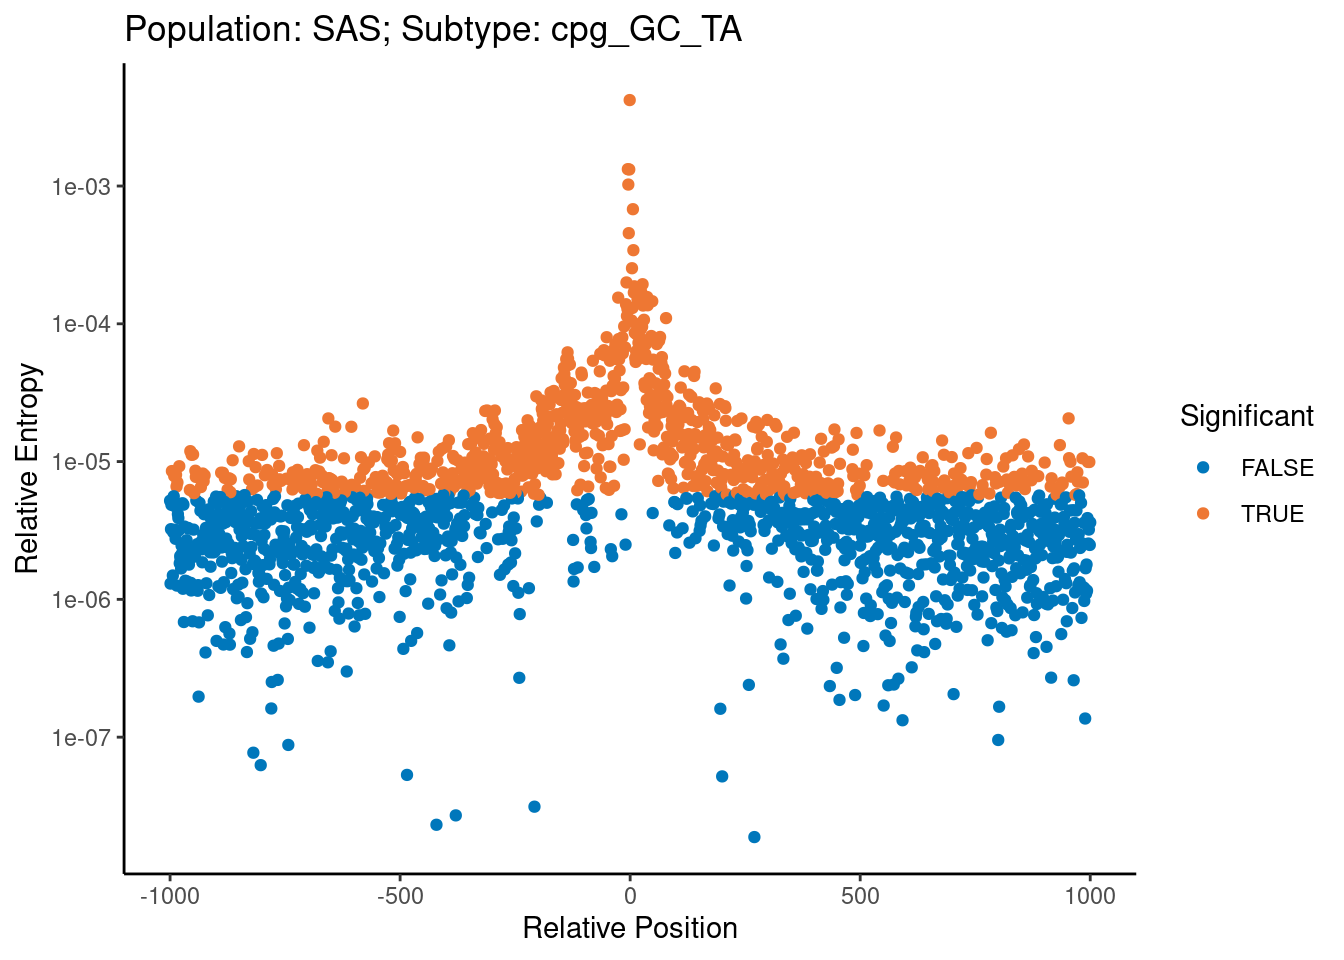 Population: SAS; Subtype: cpg_GC_TA
Relative Entropy
1e-03
1e-04
1e-05
1e-06
1e-07
-1000
-500
0
500
1000
Relative Position
Significant
FALSE
TRUE